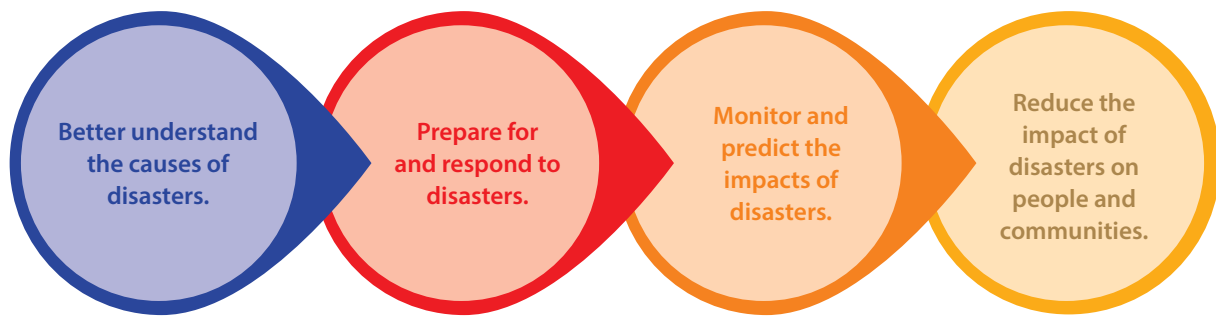 Better understand
the causes of
disasters.
Prepare for
and respond to
disasters.
Monitor and
predict the
impacts of
disasters.
Reduce the
impact of
disasters on
people and
communities.